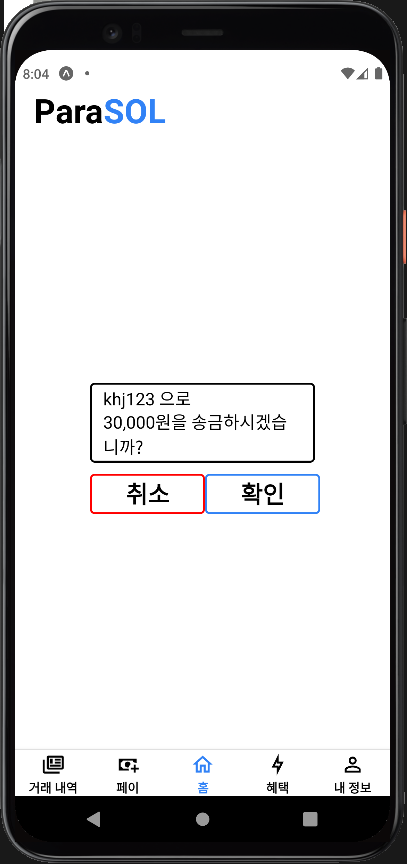 8:04
ParaSOL
khj123 으로
30,000원을 송금하시겠습
니까?
취소 확인
거래 내역 페이 홈 혜택 내 정보